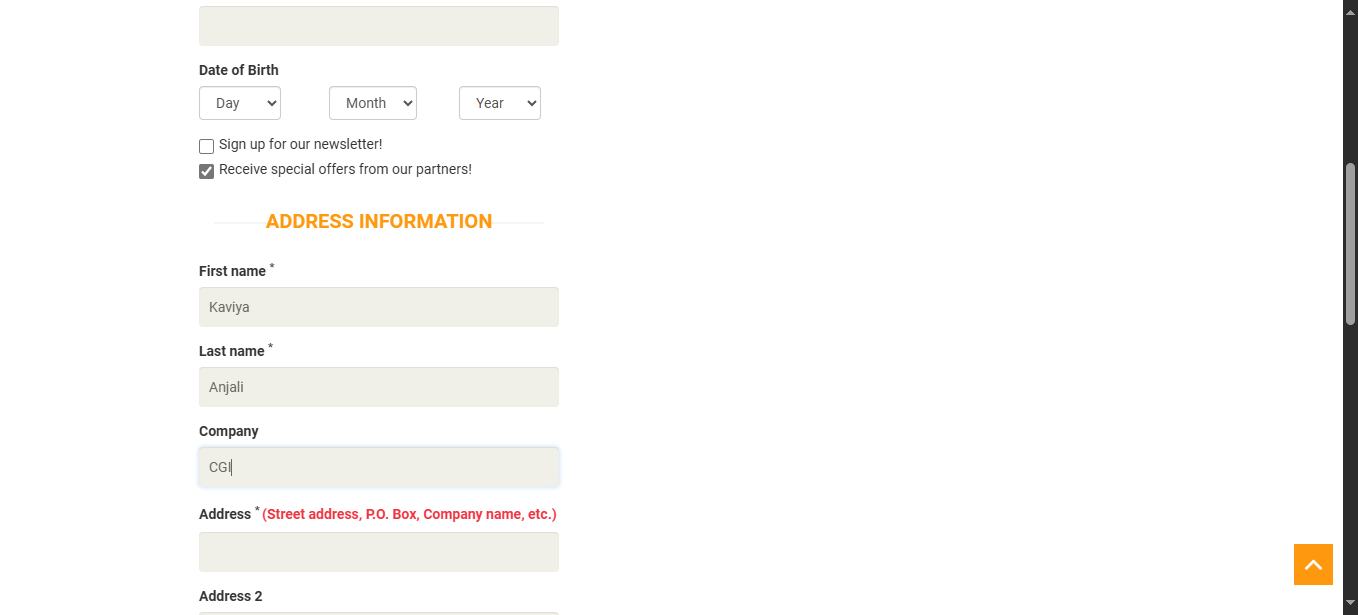 Date of Birth
Day Month Year
Sign up for our newsletter!
Receive special offers from our partners!
ADDRESS INFORMATION
First name *
Kaviya
Last name *
Anjali
Company
CGI
Address * (Street address, P.O. Box, Company name, etc.)
Address 2